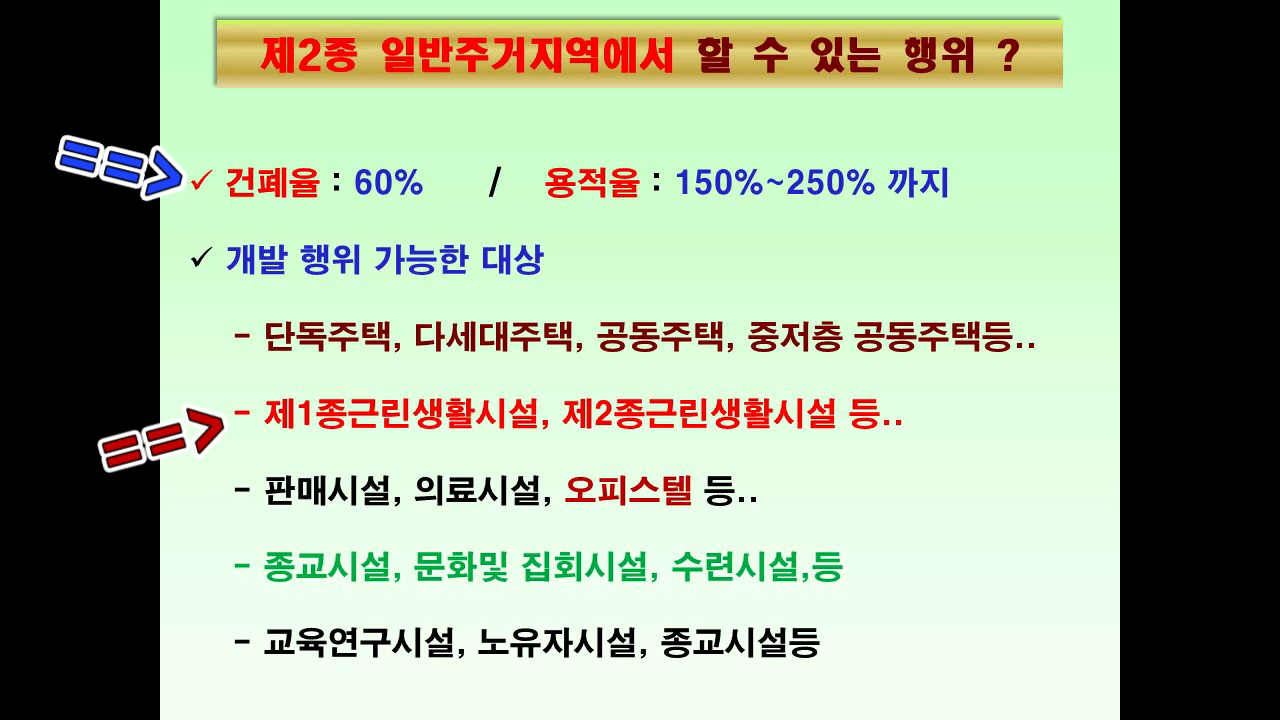 제2종 일반주거지역에서 할 수 있는 행위 ?
==> ✓ 건폐율 : 60% / 용적율 : 150%~250% 까지
✓ 개발 행위 가능한 대상
- 단독주택, 다세대주택, 공동주택, 중저층 공동주택등..
==> - 제1종근린생활시설, 제2종근린생활시설 등..
- 판매시설, 의료시설, 오피스텔 등..
- 종교시설, 문화및 집회시설, 수련시설,등
- 교육연구시설, 노유자시설, 종교시설등